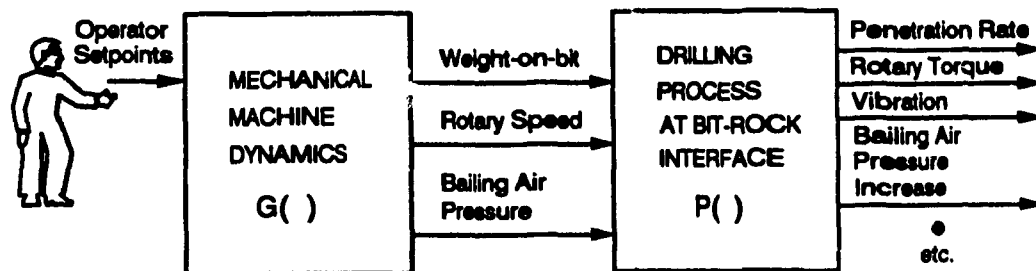 Operator
Setpoints
MECHANICAL
MACHINE
DYNAMICS
G( )
Weight-on-bit
Rotary Speed
Bailing Air
Pressure
DRILLING
PROCESS
AT BIT-ROCK
INTERFACE
P( )
Penetration Rate
Rotary Torque
Vibration
Bailing Air
Pressure
Increase
etc.